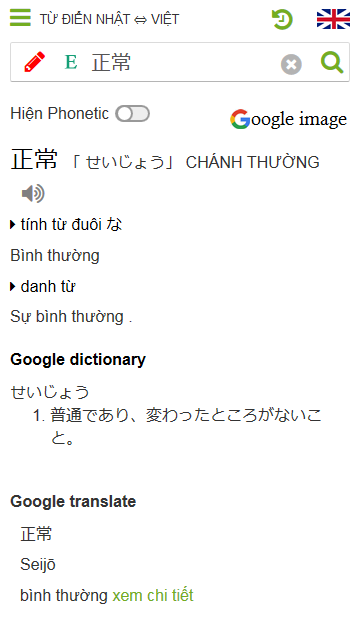 TỪ ĐIỂN NHẬT ⇔ VIỆT
E 正常
Hiện Phonetic
Google image
正常 「 せいじょう」 CHÁNH THƯỜNG
tính từ đuôi な
Bình thường
danh từ
Sự bình thường .
Google dictionary
せいじょう
1. 普通であり、変わったところがないこ
と。
Google translate
正常
Seijō
bình thường xem chi tiết